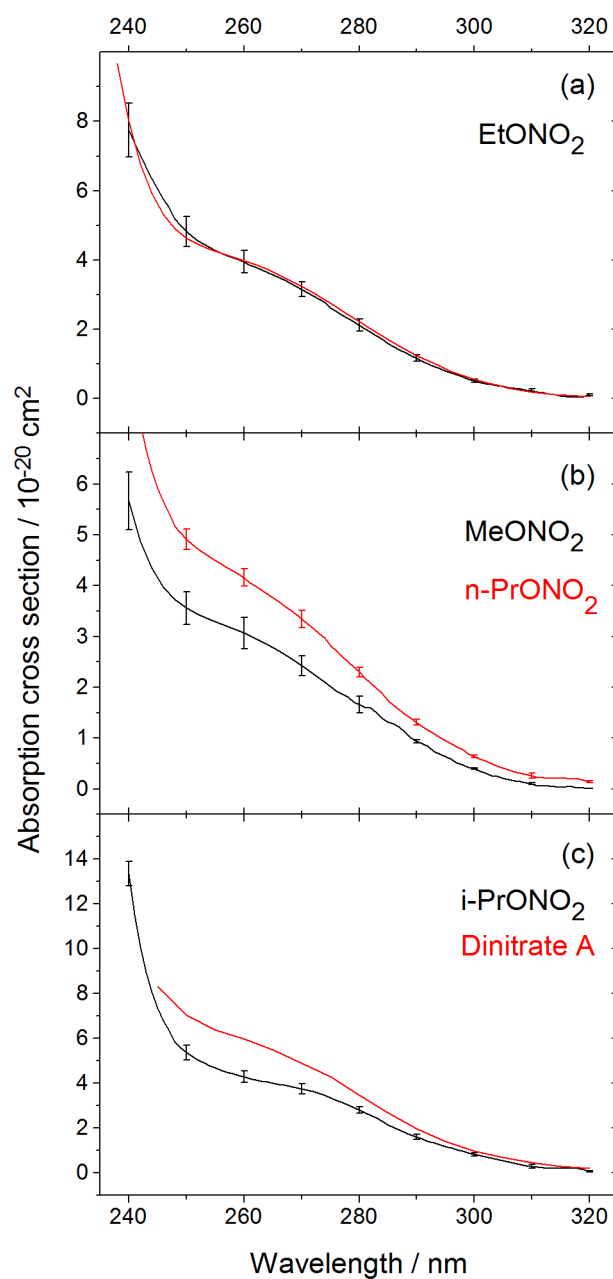 240 260 280 300 320
(a)
EtONO₂
8
6
4
2
0
(b)
MeONO₂
n-PrONO₂
6
5
4
3
2
1
0
(c)
i-PrONO₂
Dinitrate A
14
12
10
8
6
4
2
0
240 260 280 300 320
Absorption cross section / 10⁻²⁰ cm²
Wavelength / nm